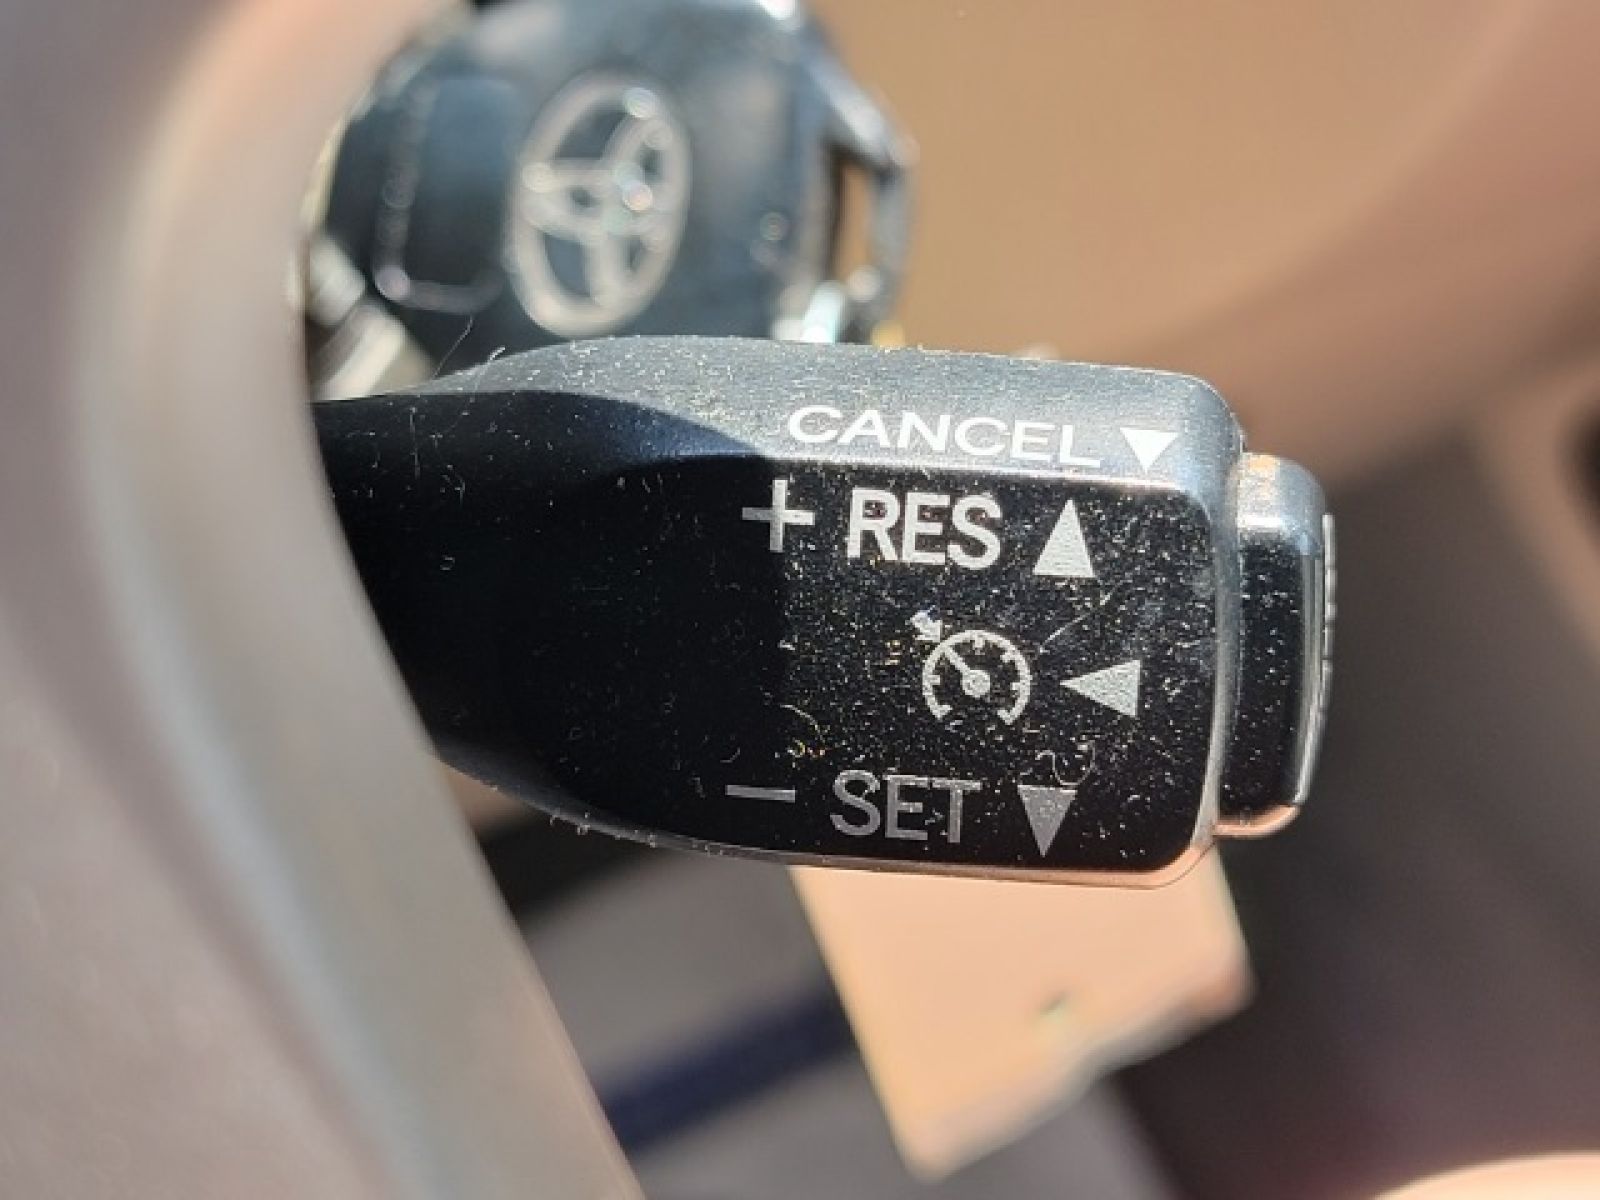 CANCEL ▼
+ RES ▲
◀
− SET ▼